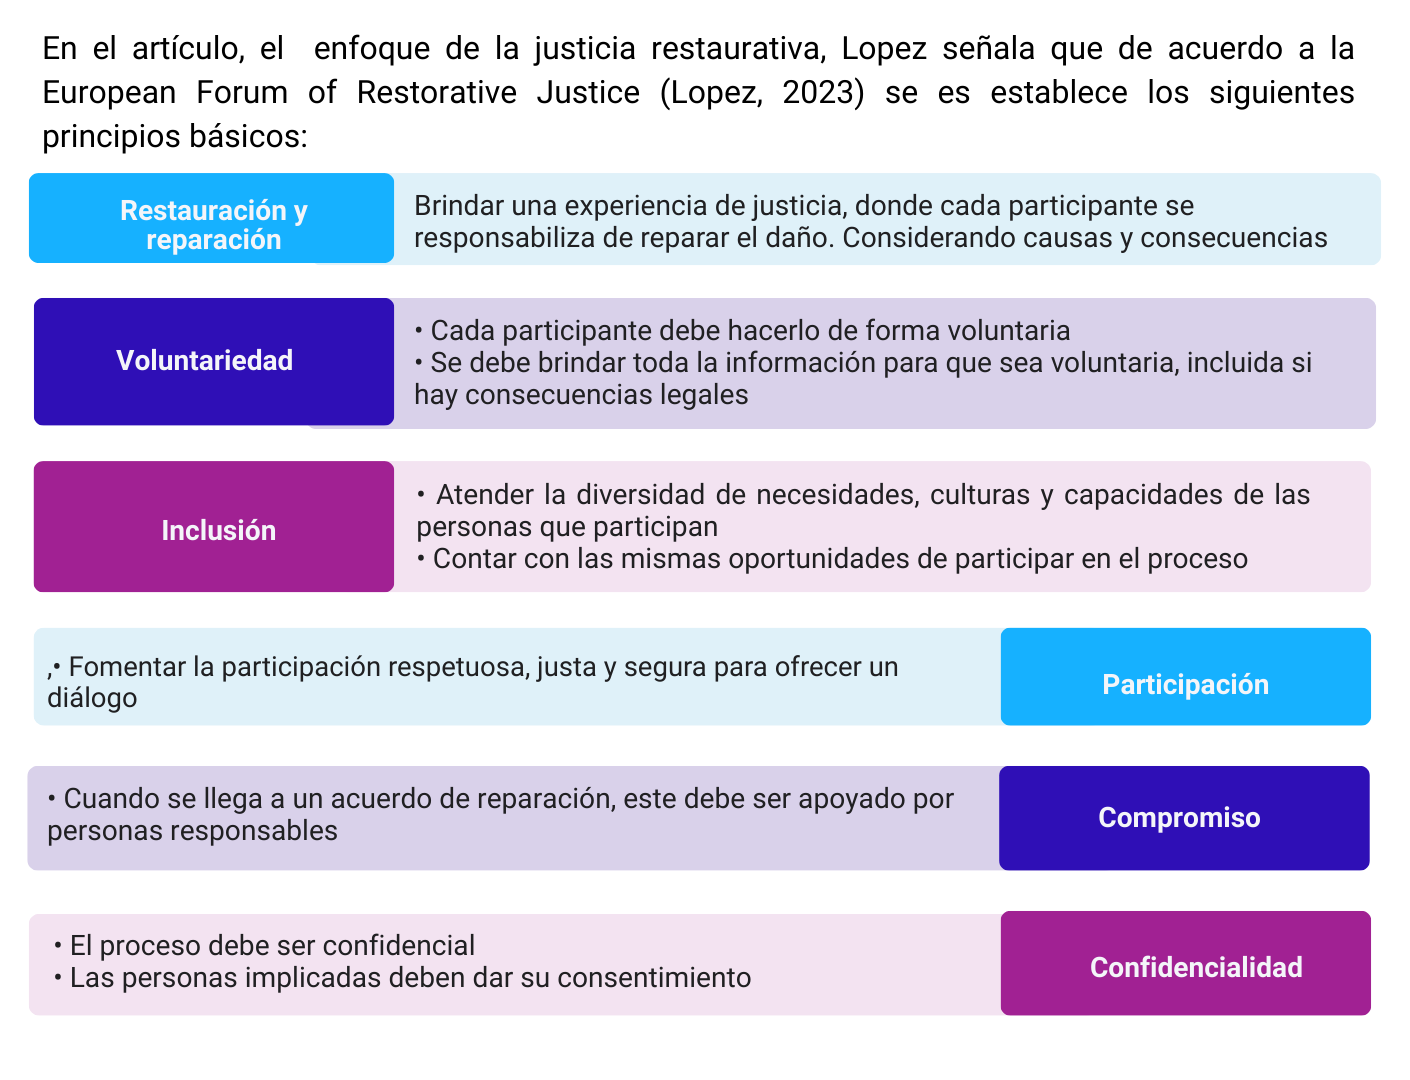 En el artículo, el  enfoque de la justicia restaurativa, Lopez señala que de acuerdo a la
European Forum of Restorative Justice (Lopez, 2023) se es establece los siguientes
principios básicos:
Restauración y
reparación
Brindar una experiencia de justicia, donde cada participante se
responsabiliza de reparar el daño. Considerando causas y consecuencias
Voluntariedad
• Cada participante debe hacerlo de forma voluntaria
• Se debe brindar toda la información para que sea voluntaria, incluida si
hay consecuencias legales
Inclusión
• Atender la diversidad de necesidades, culturas y capacidades de las
personas que participan
• Contar con las mismas oportunidades de participar en el proceso
,• Fomentar la participación respetuosa, justa y segura para ofrecer un
diálogo
Participación
• Cuando se llega a un acuerdo de reparación, este debe ser apoyado por
personas responsables
Compromiso
• El proceso debe ser confidencial
• Las personas implicadas deben dar su consentimiento
Confidencialidad